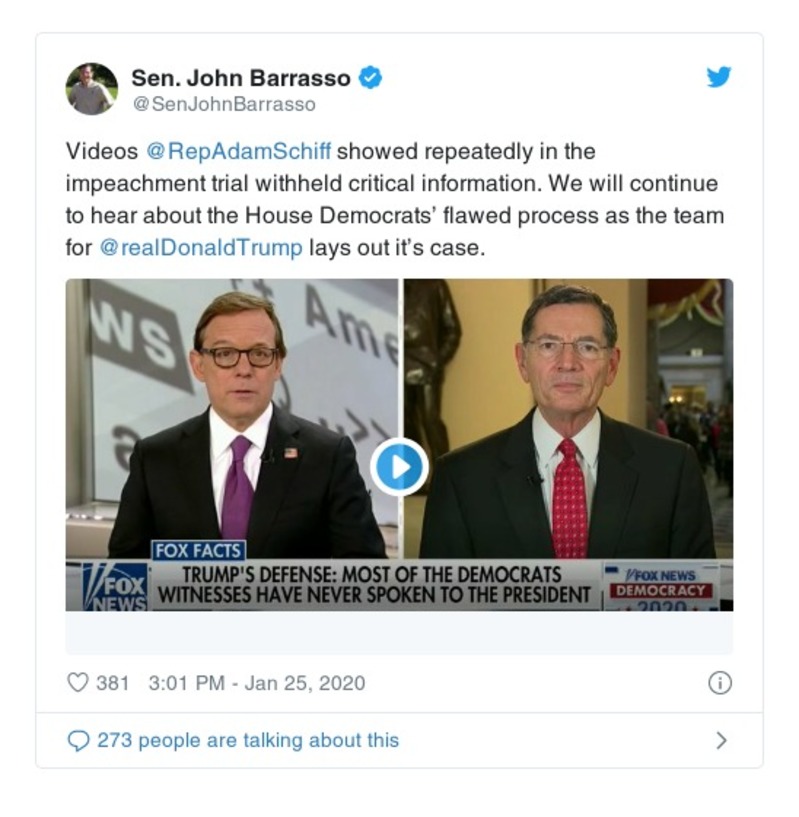 Sen. John Barrasso
@SenJohnBarrasso
Videos @RepAdamSchiff showed repeatedly in the
impeachment trial withheld critical information. We will continue
to hear about the House Democrats’ flawed process as the team
for @realDonaldTrump lays out it’s case.
WS
Ame
FOX FACTS
FOX
NEWS
TRUMP'S DEFENSE: MOST OF THE DEMOCRATS
WITNESSES HAVE NEVER SPOKEN TO THE PRESIDENT
FOX NEWS
DEMOCRACY
2020
381 3:01 PM - Jan 25, 2020
273 people are talking about this